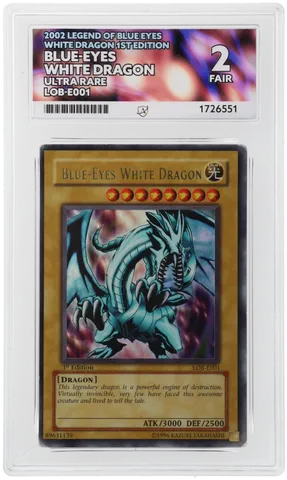 2002 LEGEND OF BLUE EYES
WHITE DRAGON 1ST EDITION
BLUE-EYES
WHITE DRAGON
ULTRA RARE
LOB-E001
2
FAIR
1726551
BLUE-EYES WHITE DRAGON
光
1st Edition
LOB-E001
[DRAGON]
This legendary dragon is a powerful engine of destruction.
Virtually invincible, very few have faced this awesome
creature and lived to tell the tale.
ATK/3000 DEF/2500
89631139
©1996 KAZUKI TAKAHASHI